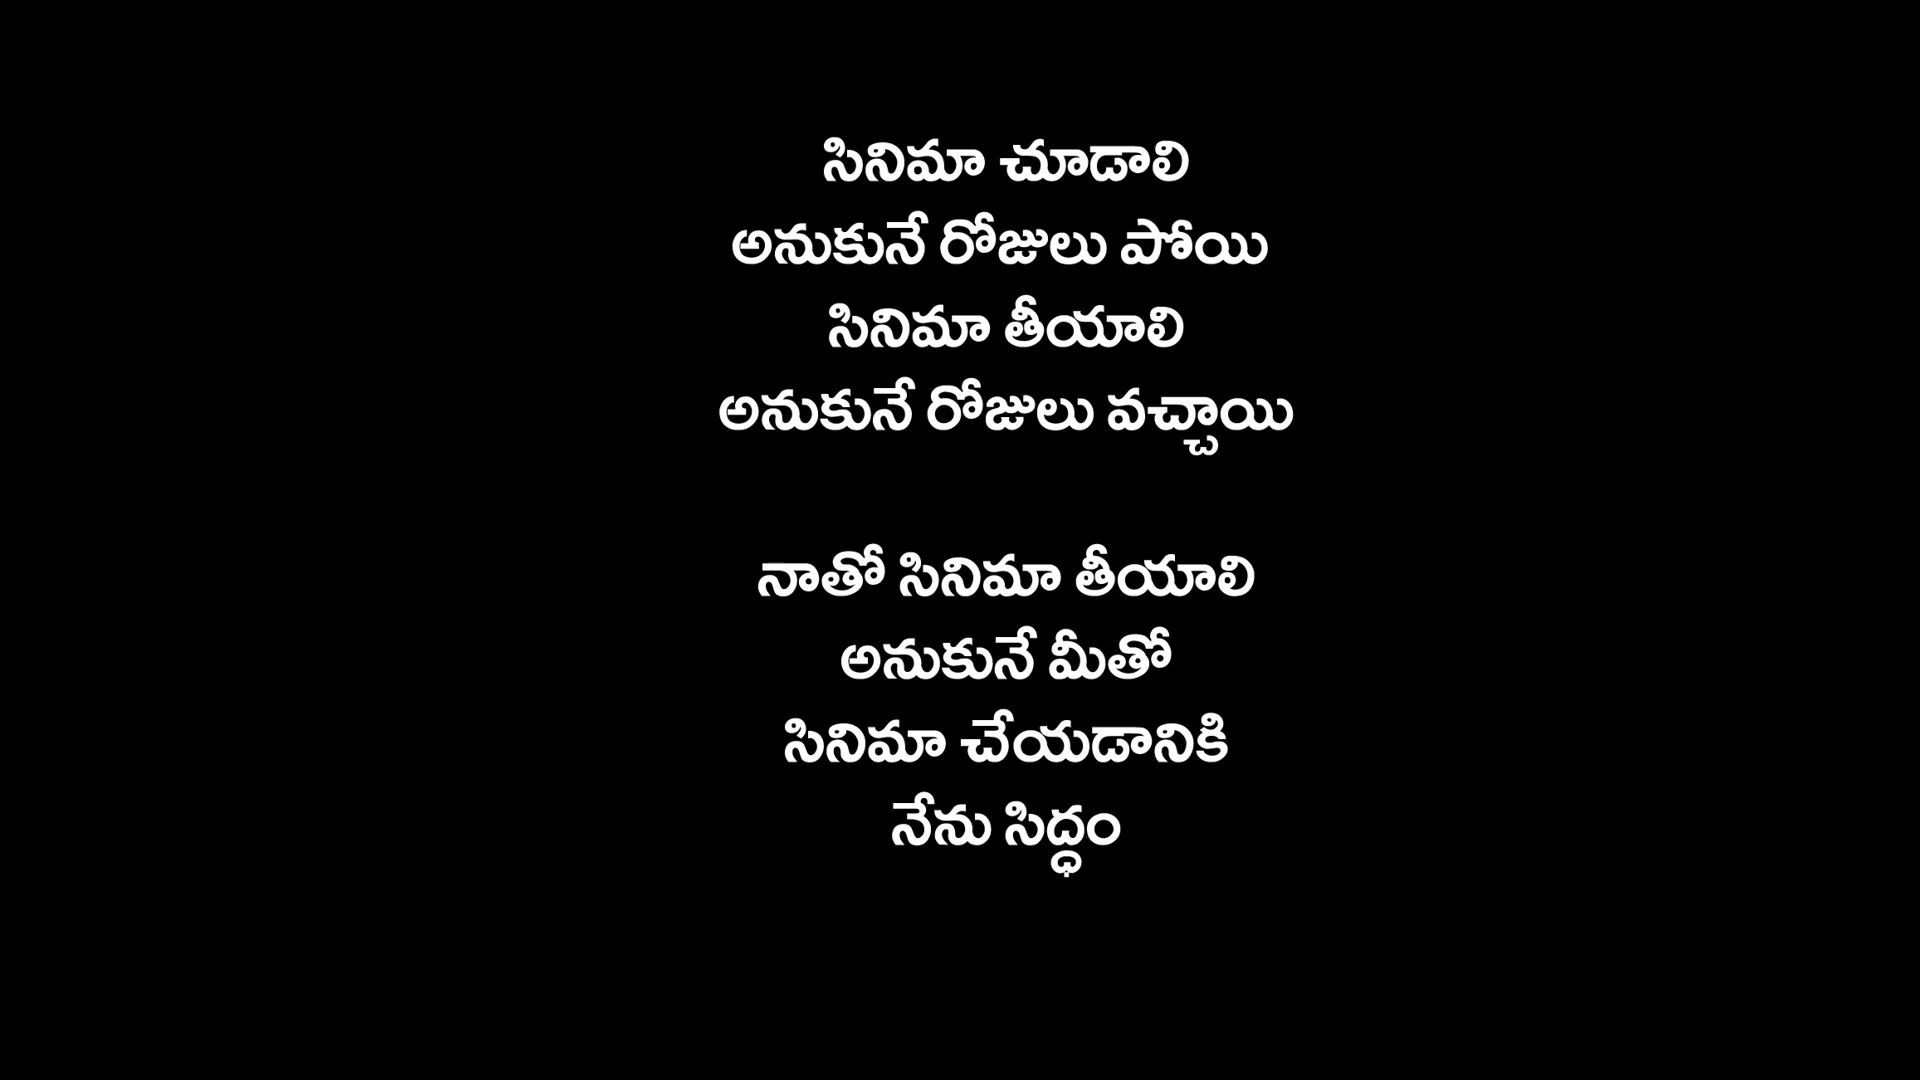 సినిమా చూడాలి
అనుకునే రోజులు పోయి
సినిమా తీయాలి
అనుకునే రోజులు వచ్చాయి
నాతో సినిమా తీయాలి
అనుకునే మీతో
సినిమా చేయడానికి
నేను సిద్ధం